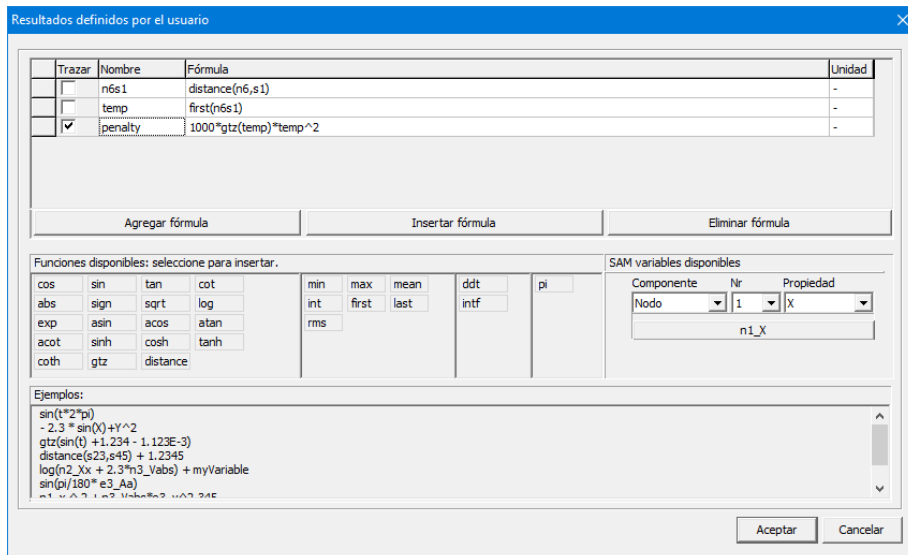 Resultados definidos por el usuario
Trazar Nombre Fórmula Unidad
n6s1 distance(n6,s1) -
temp first(n6s1) -
penalty 1000*gtz(temp)*temp^2 -
Agregar fórmula Insertar fórmula Eliminar fórmula
Funciones disponibles: seleccione para insertar. SAM variables disponibles
cos sin tan cot min max mean ddt pi Componente Nr Propiedad
abs sign sqrt log int first last intf Nodo 1 X
exp asin acos atan rms n1_X
acot sinh cosh tanh
coth gtz distance
Ejemplos:
sin(t*2*pi)
- 2.3 * sin(X)+Y^2
gtz(sin(t) +1.234 - 1.123E-3)
distance(s23,s45) + 1.2345
log(n2_Xx + 2.3*n3_Vabs) + myVariable
sin(pi/180* e3_Aa)
Aceptar Cancelar